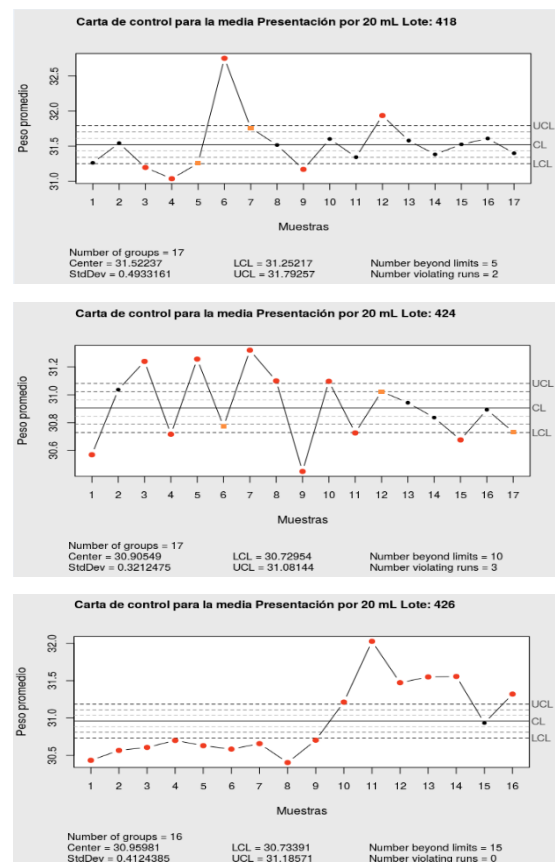 Carta de control para la media Presentación por 20 mL Lote: 418
Peso promedio
32.5
32.0
31.5
31.0
UCL
CL
LCL
1 2 3 4 5 6 7 8 9 10 11 12 13 14 15 16 17
Muestras
Number of groups = 17
Center = 31.52237 LCL = 31.25217 Number beyond limits = 5
StdDev = 0.4933161 UCL = 31.79257 Number violating runs = 2
Carta de control para la media Presentación por 20 mL Lote: 424
Peso promedio
31.2
31.0
30.8
30.6
UCL
CL
LCL
1 2 3 4 5 6 7 8 9 10 11 12 13 14 15 16 17
Muestras
Number of groups = 17
Center = 30.90549 LCL = 30.72954 Number beyond limits = 10
StdDev = 0.3212475 UCL = 31.08144 Number violating runs = 3
Carta de control para la media Presentación por 20 mL Lote: 426
Peso promedio
32.0
31.5
31.0
30.5
UCL
CL
LCL
1 2 3 4 5 6 7 8 9 10 11 12 13 14 15 16
Muestras
Number of groups = 16
Center = 30.95981 LCL = 30.73391 Number beyond limits = 15
StdDev = 0.4124385 UCL = 31.18571 Number violating runs = 0